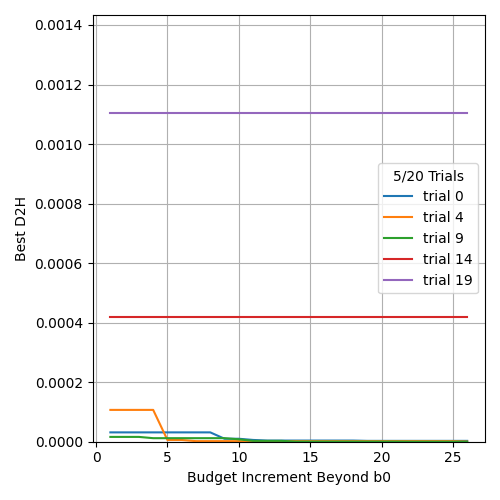 0.0014
0.0012
0.0010
0.0008
0.0006
0.0004
0.0002
0.0000
Best D2H
0 5 10 15 20 25
Budget Increment Beyond b0
5/20 Trials
trial 0
trial 4
trial 9
trial 14
trial 19